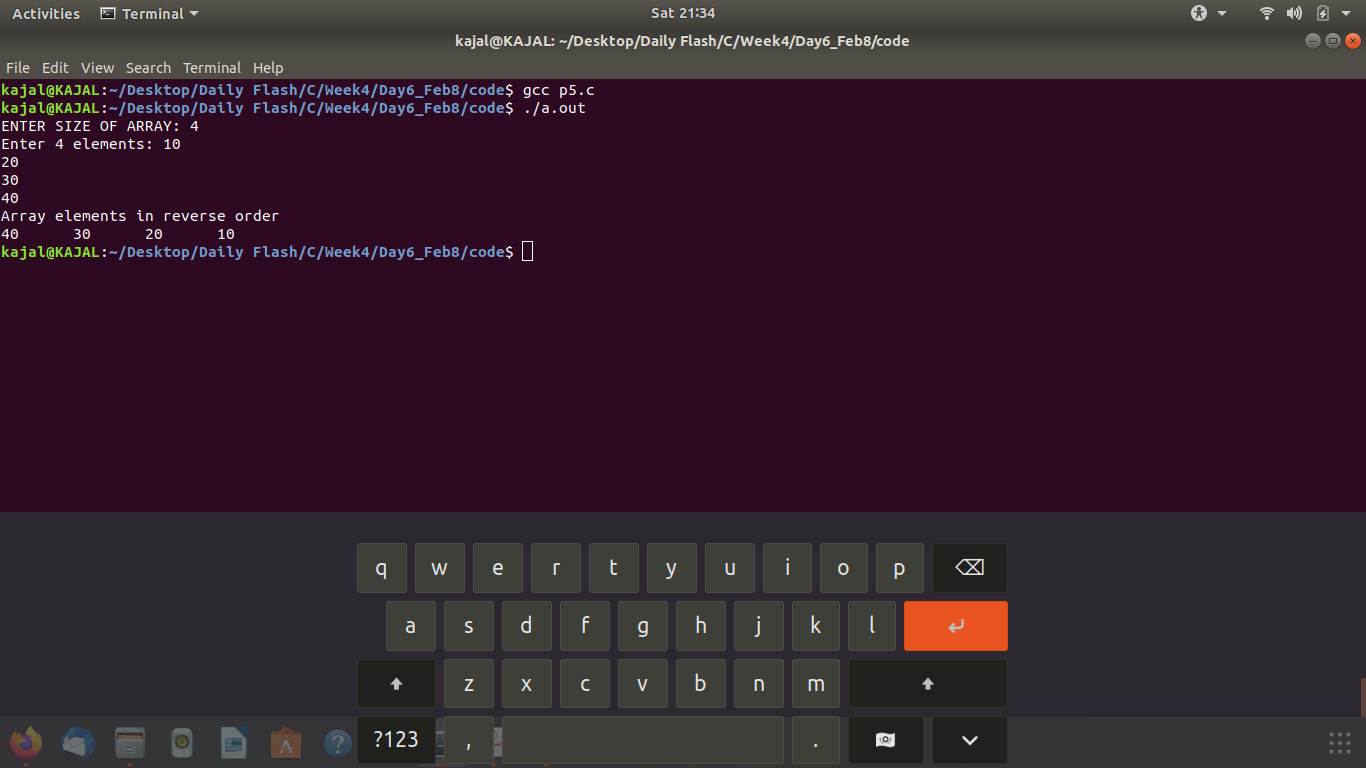 Activities Terminal Sat 21:34
kajal@KAJAL: ~/Desktop/Daily Flash/C/Week4/Day6_Feb8/code
File Edit View Search Terminal Help
kajal@KAJAL:~/Desktop/Daily Flash/C/Week4/Day6_Feb8/code$ gcc p5.c
kajal@KAJAL:~/Desktop/Daily Flash/C/Week4/Day6_Feb8/code$ ./a.out
ENTER SIZE OF ARRAY: 4
Enter 4 elements: 10
20
30
40
Array elements in reverse order
40 30 20 10
kajal@KAJAL:~/Desktop/Daily Flash/C/Week4/Day6_Feb8/code$
q w e r t y u i o p
a s d f g h j k l
z x c v b n m
?123 , .